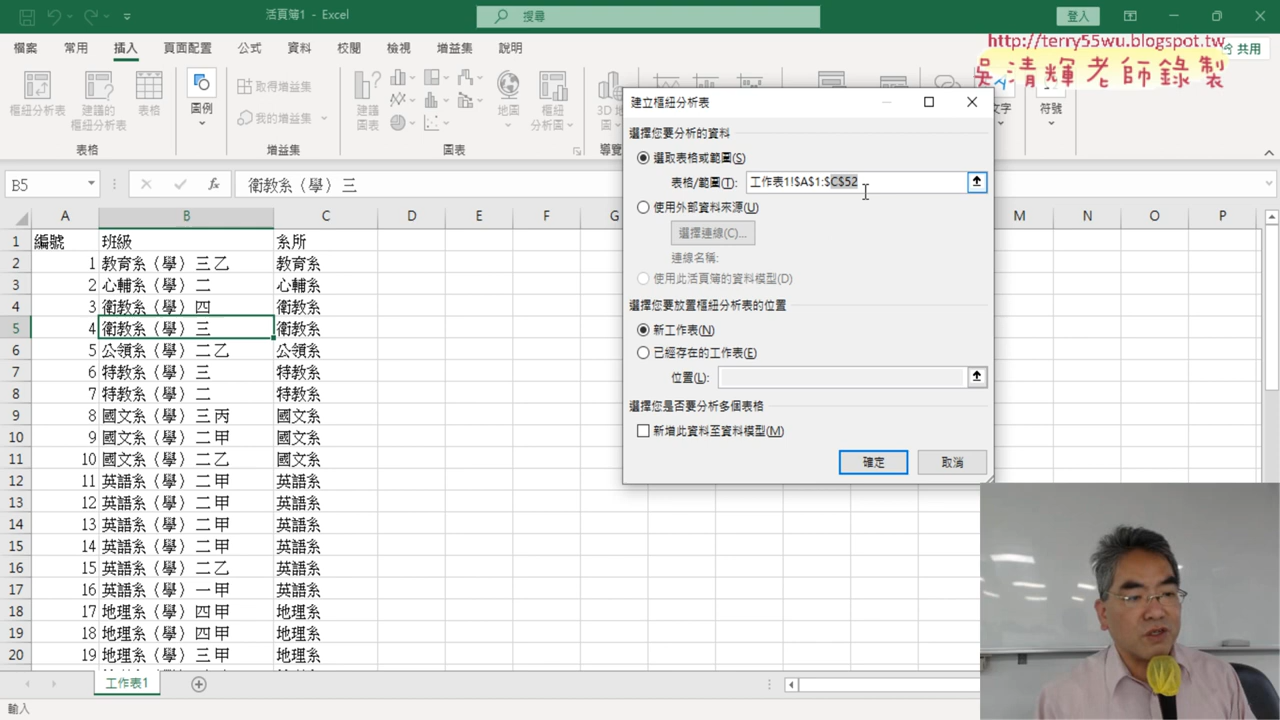 活頁簿1 - Excel
搜尋
登入
檔案 常用 插入 頁面配置 公式 資料 校閱 檢視 增益集 說明
共用
http://terry55wu.blogspot.tw
吳清輝老師錄製
樞紐分析表 建議的樞紐分析表 表格 圖例 取得增益集 我的增益集 建議圖表 地圖 樞紐分析圖 3D 地圖 文字 符號
表格 增益集 圖表 導覽
B5 fx 衛教系（學）三
A B C D E F G M N O P
1 編號 班級 系所
2 1 教育系（學）三乙 教育系
3 2 心輔系（學）二 心輔系
4 3 衛教系（學）四 衛教系
5 4 衛教系（學）三 衛教系
6 5 公領系（學）二乙 公領系
7 6 特教系（學）三 特教系
8 7 特教系（學）二 特教系
9 8 國文系（學）三丙 國文系
10 9 國文系（學）二甲 國文系
11 10 國文系（學）二乙 國文系
12 11 英語系（學）二甲 英語系
13 12 英語系（學）二甲 英語系
14 13 英語系（學）二甲 英語系
15 14 英語系（學）二甲 英語系
16 15 英語系（學）二乙 英語系
17 16 英語系（學）一甲 英語系
18 17 地理系（學）四甲 地理系
19 18 地理系（學）四甲 地理系
20 19 地理系（學）三甲 地理系
建立樞紐分析表
選擇您要分析的資料
選取表格或範圍(S)
表格/範圍(T): 工作表1!$A$1:$C$52
使用外部資料來源(U)
選擇連線(C)...
連線名稱:
使用此活頁簿的資料模型(D)
選擇您要放置樞紐分析表的位置
新工作表(N)
已經存在的工作表(E)
位置(L):
選擇您是否要分析多個表格
新增此資料至資料模型(M)
確定 取消
工作表1
輸入